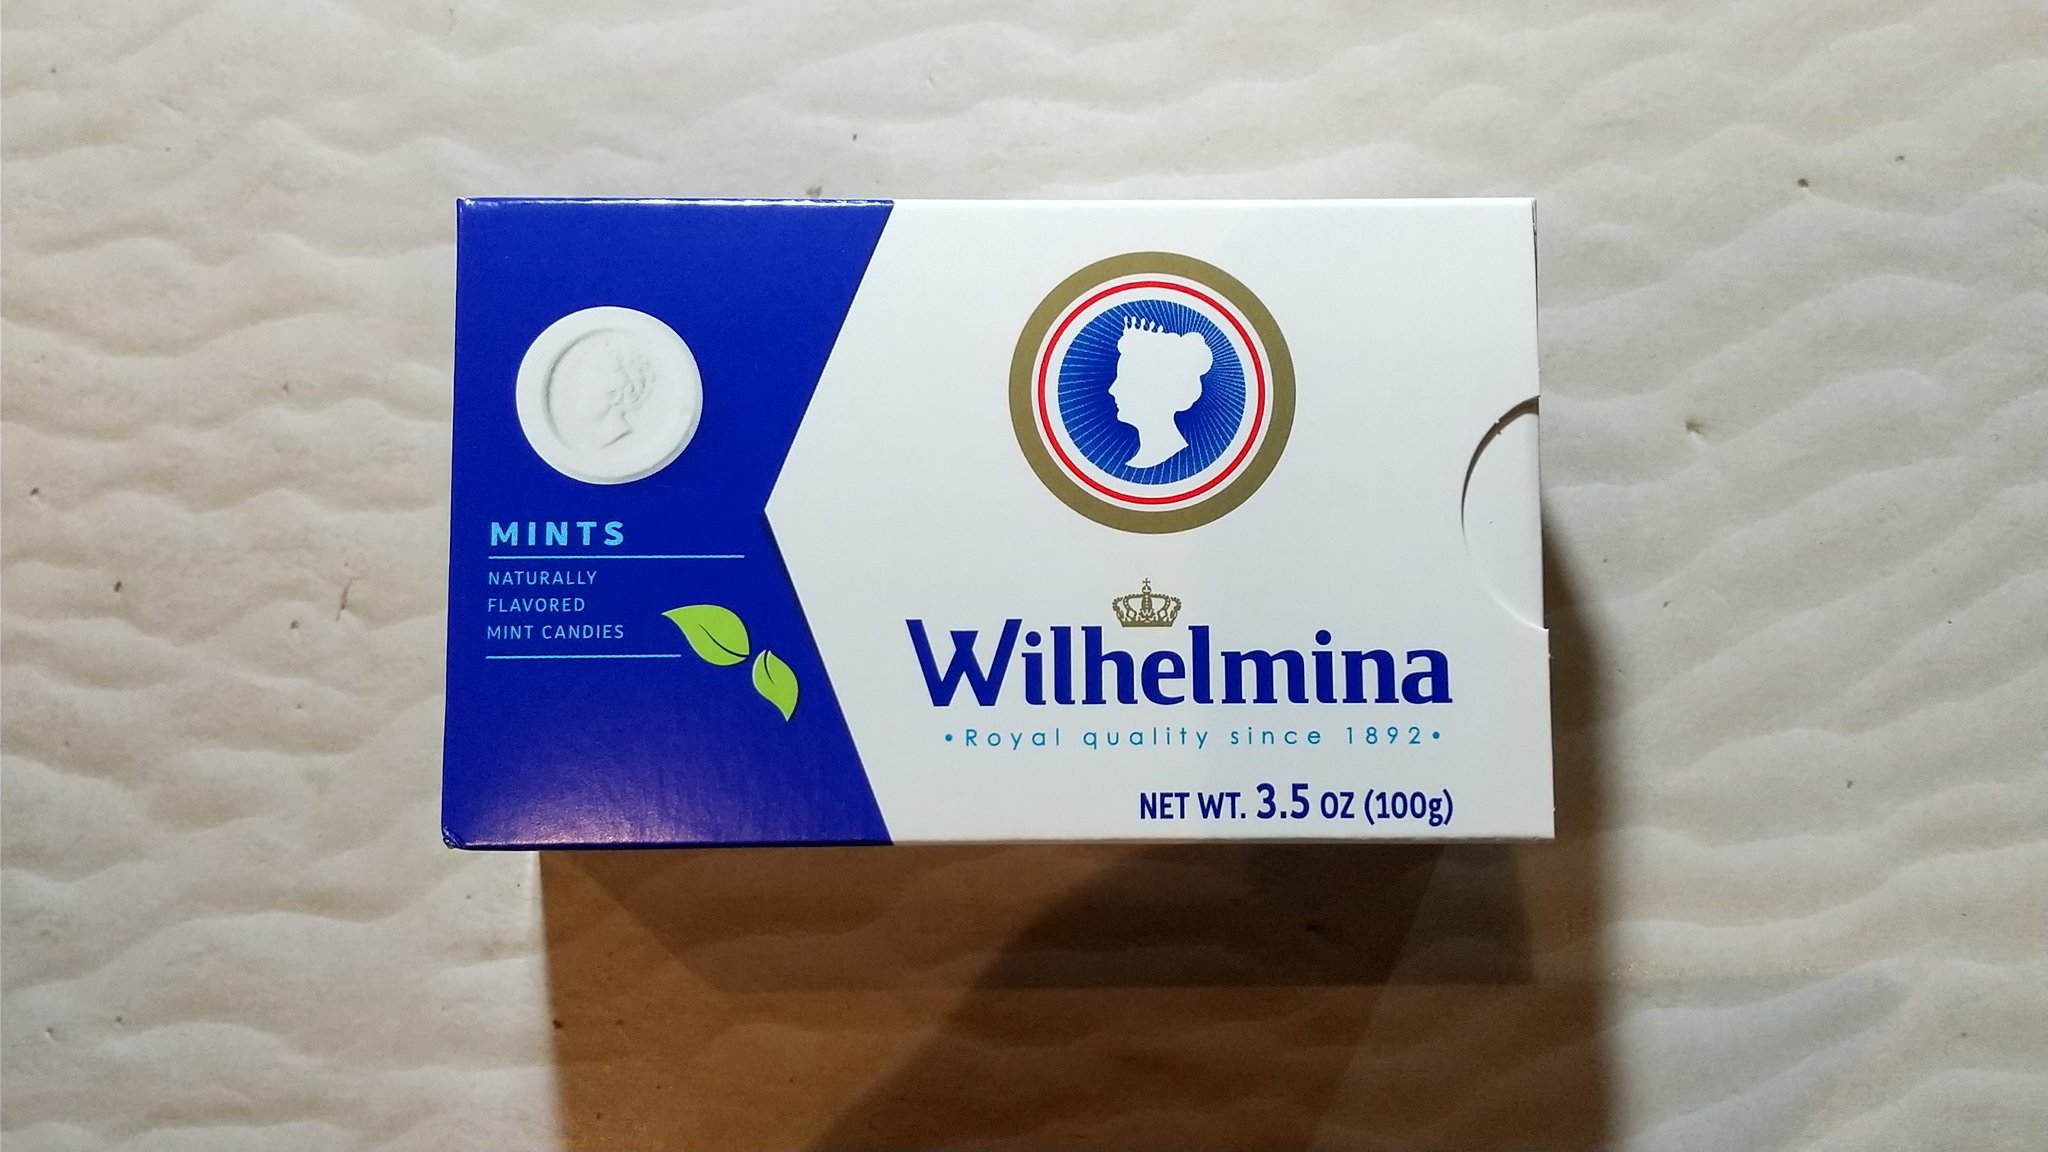 MINTS
NATURALLY
FLAVORED
MINT CANDIES
Wilhelmina
•Royal quality since 1892•
NET WT. 3.5 OZ (100g)